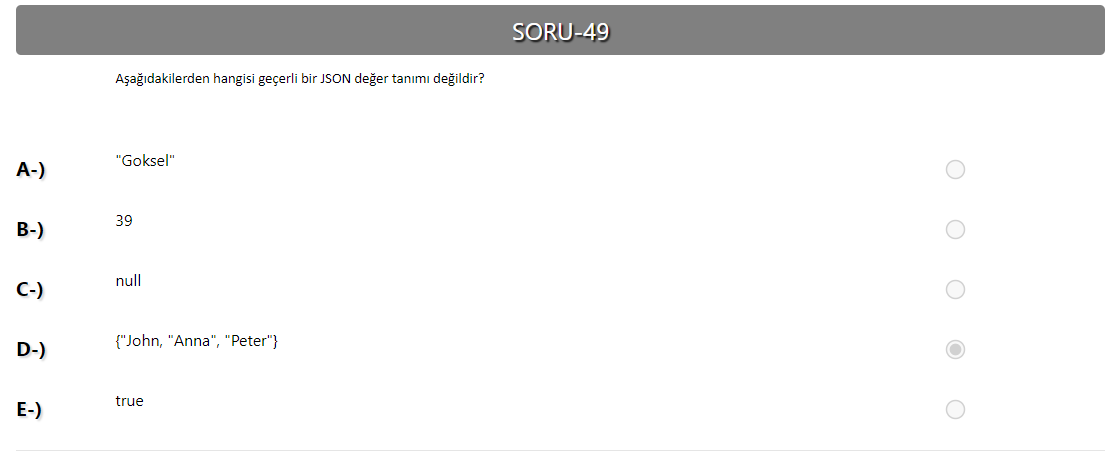 SORU-49
Aşağıdakilerden hangisi geçerli bir JSON değer tanımı değildir?
A-) "Goksel"
B-) 39
C-) null
D-) {"John, "Anna", "Peter"}
E-) true